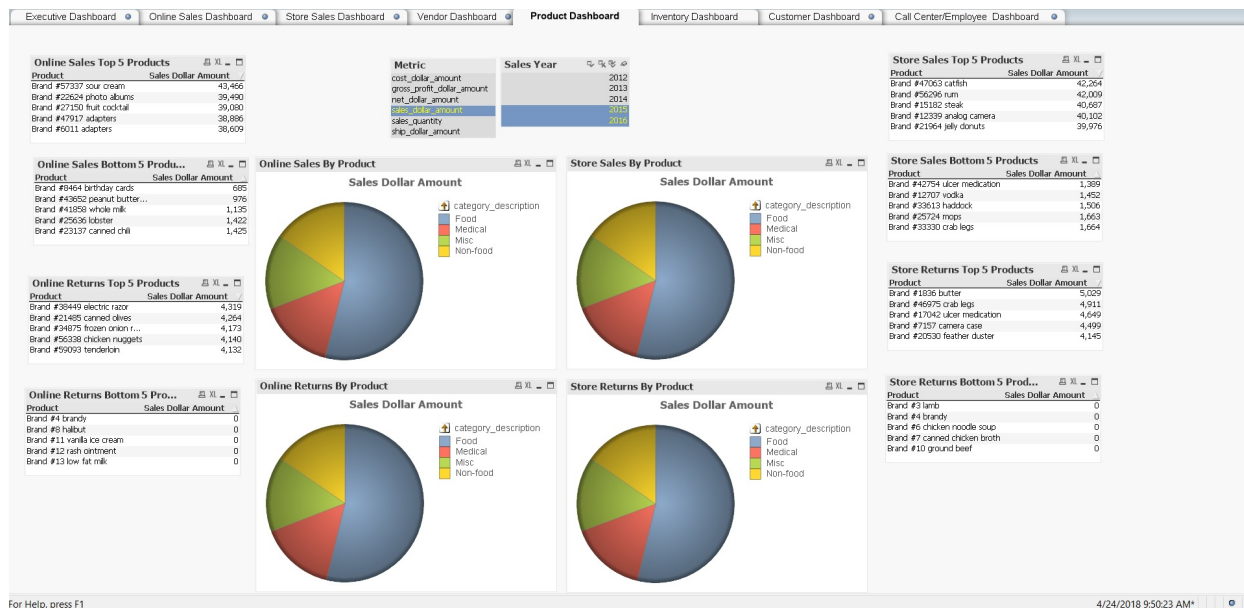 Executive Dashboard Online Sales Dashboard Store Sales Dashboard Vendor Dashboard Product Dashboard Inventory Dashboard Customer Dashboard Call Center/Employee Dashboard
Online Sales Top 5 Products XL
Product Sales Dollar Amount
Brand #57337 sour cream 43,466
Brand #22624 photo albums 39,490
Brand #27150 fruit cocktail 39,080
Brand #47917 adapters 38,886
Brand #6011 adapters 38,609
Metric
cost_dollar_amount
gross_profit_dollar_amount
net_dollar_amount
sales_dollar_amount
sales_quantity
ship_dollar_amount
Sales Year
2012
2013
2014
2015
2016
Store Sales Top 5 Products XL
Product Sales Dollar Amount
Brand #47063 catfish 42,264
Brand #56296 rum 42,009
Brand #15182 steak 40,687
Brand #12339 analog camera 40,102
Brand #21964 jelly donuts 39,976
Online Sales Bottom 5 Produ... XL
Product Sales Dollar Amount
Brand #8464 birthday cards 685
Brand #43652 peanut butter... 976
Brand #41858 whole milk 1,135
Brand #25636 lobster 1,422
Brand #23137 canned chili 1,425
Online Sales By Product XL
Sales Dollar Amount
category_description
Food
Medical
Misc
Non-food
Store Sales By Product XL
Sales Dollar Amount
category_description
Food
Medical
Misc
Non-food
Store Sales Bottom 5 Products XL
Product Sales Dollar Amount
Brand #42754 ulcer medication 1,389
Brand #12707 vodka 1,452
Brand #33613 haddock 1,506
Brand #25724 mops 1,663
Brand #33330 crab legs 1,664
Online Returns Top 5 Products XL
Product Sales Dollar Amount
Brand #38449 electric razor 4,319
Brand #21485 canned olives 4,264
Brand #34875 frozen onion r... 4,173
Brand #56338 chicken nuggets 4,140
Brand #59093 tenderloin 4,132
Store Returns Top 5 Products XL
Product Sales Dollar Amount
Brand #1836 butter 5,029
Brand #46975 crab legs 4,911
Brand #17042 ulcer medication 4,649
Brand #7157 camera case 4,499
Brand #20530 feather duster 4,145
Online Returns Bottom 5 Pro... XL
Product Sales Dollar Amount
Brand #4 brandy 0
Brand #8 halibut 0
Brand #11 vanilla ice cream 0
Brand #12 rash ointment 0
Brand #13 low fat milk 0
Online Returns By Product XL
Sales Dollar Amount
category_description
Food
Medical
Misc
Non-food
Store Returns By Product XL
Sales Dollar Amount
category_description
Food
Medical
Misc
Non-food
Store Returns Bottom 5 Prod... XL
Product Sales Dollar Amount
Brand #3 lamb 0
Brand #4 brandy 0
Brand #6 chicken noodle soup 0
Brand #7 canned chicken broth 0
Brand #10 ground beef 0
For Help, press F1 4/24/2018 9:50:23 AM*